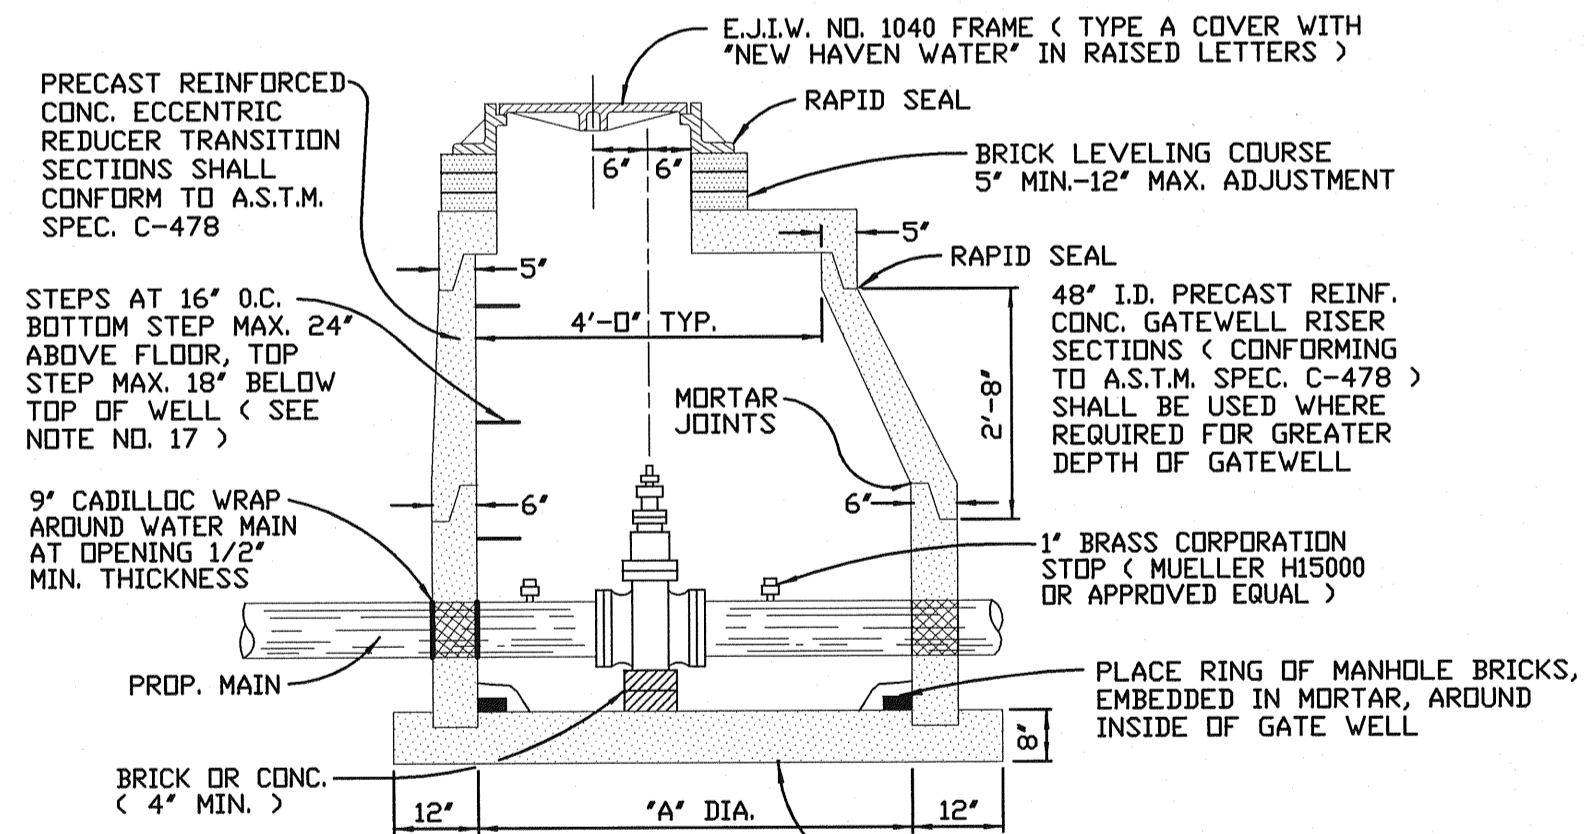 E.J.I.W. NO. 1040 FRAME ( TYPE A COVER WITH
"NEW HAVEN WATER" IN RAISED LETTERS )
PRECAST REINFORCED
CONC. ECCENTRIC
REDUCER TRANSITION
SECTIONS SHALL
CONFORM TO A.S.T.M.
SPEC. C-478
RAPID SEAL
6" 6"
BRICK LEVELING COURSE
5" MIN.-12" MAX. ADJUSTMENT
5"
RAPID SEAL
5"
STEPS AT 16" O.C.
BOTTOM STEP MAX. 24"
ABOVE FLOOR, TOP
STEP MAX. 18" BELOW
TOP OF WELL ( SEE
NOTE NO. 17 )
4'-0" TYP.
48" I.D. PRECAST REINF.
CONC. GATEWELL RISER
SECTIONS ( CONFORMING
TO A.S.T.M. SPEC. C-478 )
SHALL BE USED WHERE
REQUIRED FOR GREATER
DEPTH OF GATEWELL
2'-8"
MORTAR
JOINTS
9" CADILLOC WRAP
AROUND WATER MAIN
AT OPENING 1/2"
MIN. THICKNESS
6"
6"
1" BRASS CORPORATION
STOP ( MUELLER H15000
OR APPROVED EQUAL )
PROP. MAIN
PLACE RING OF MANHOLE BRICKS,
EMBEDDED IN MORTAR, AROUND
INSIDE OF GATE WELL
8"
BRICK OR CONC.
( 4" MIN. )
12"
"A" DIA.
12"